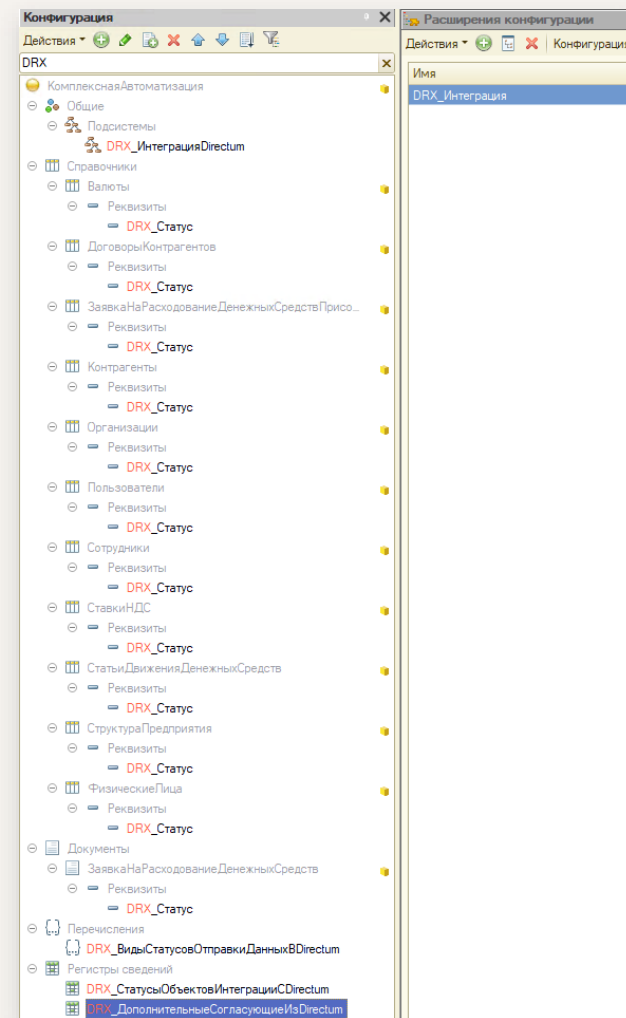 Конфигурация
Действия
DRX
КомплекснаяАвтоматизация
Общие
Подсистемы
DRX_ИнтеграцияDirectum
Справочники
Валюты
Реквизиты
DRX_Статус
ДоговорыКонтрагентов
Реквизиты
DRX_Статус
ЗаявкаНаРасходованиеДенежныхСредствПрисо...
Реквизиты
DRX_Статус
Контрагенты
Реквизиты
DRX_Статус
Организации
Реквизиты
DRX_Статус
Пользователи
Реквизиты
DRX_Статус
Сотрудники
Реквизиты
DRX_Статус
СтавкиНДС
Реквизиты
DRX_Статус
СтатьиДвиженияДенежныхСредств
Реквизиты
DRX_Статус
СтруктураПредприятия
Реквизиты
DRX_Статус
ФизическиеЛица
Реквизиты
DRX_Статус
Документы
ЗаявкаНаРасходованиеДенежныхСредств
Реквизиты
DRX_Статус
Перечисления
DRX_ВидыСтатусовОтправкиДанныхВDirectum
Регистры сведений
DRX_СтатусыОбъектовИнтеграцииСDirectum
DRX_ДополнительныеСогласующиеИзDirectum
Расширения конфигурации
Действия Конфигурация
Имя
DRX_Интеграция